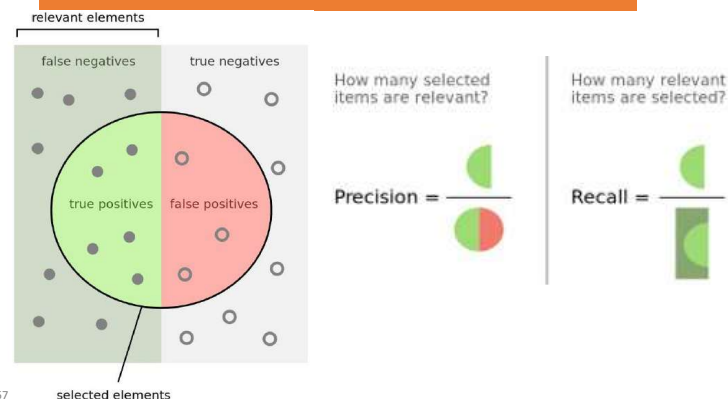 relevant elements
false negatives
true negatives
true positives
false positives
selected elements
How many selected
items are relevant?
Precision =
How many relevant
items are selected?
Recall =